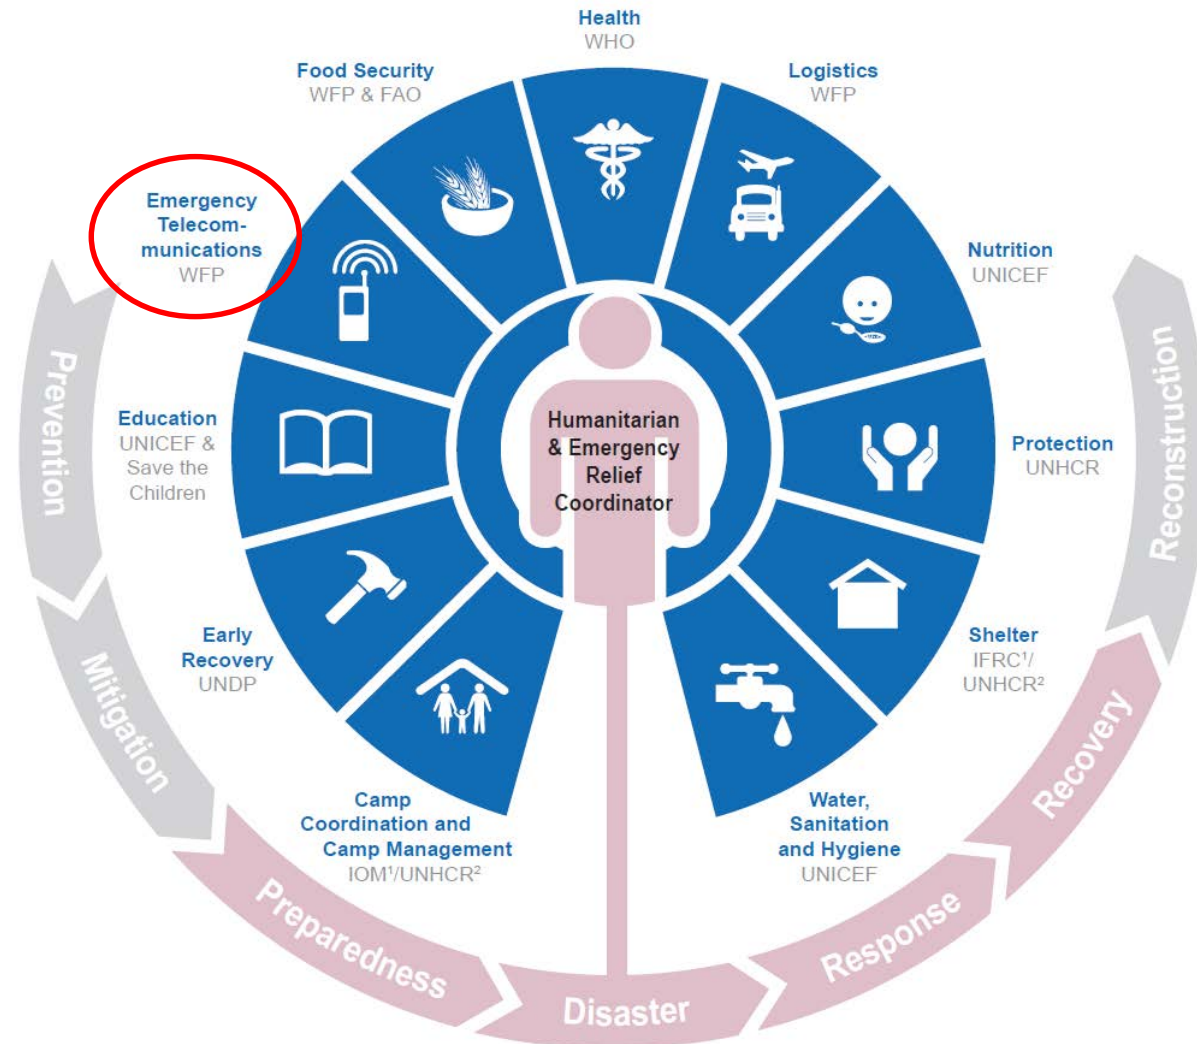 Health
WHO
Food Security
WFP & FAO
Logistics
WFP
Emergency
Telecom-
munications
WFP
Nutrition
UNICEF
Education
UNICEF &
Save the
Children
Humanitarian
& Emergency
Relief
Coordinator
Protection
UNHCR
Early
Recovery
UNDP
Shelter
IFRC¹/
UNHCR²
Camp
Coordination and
Camp Management
IOM¹/UNHCR²
Water,
Sanitation
and Hygiene
UNICEF
Prevention
Mitigation
Preparedness
Disaster
Response
Recovery
Reconstruction